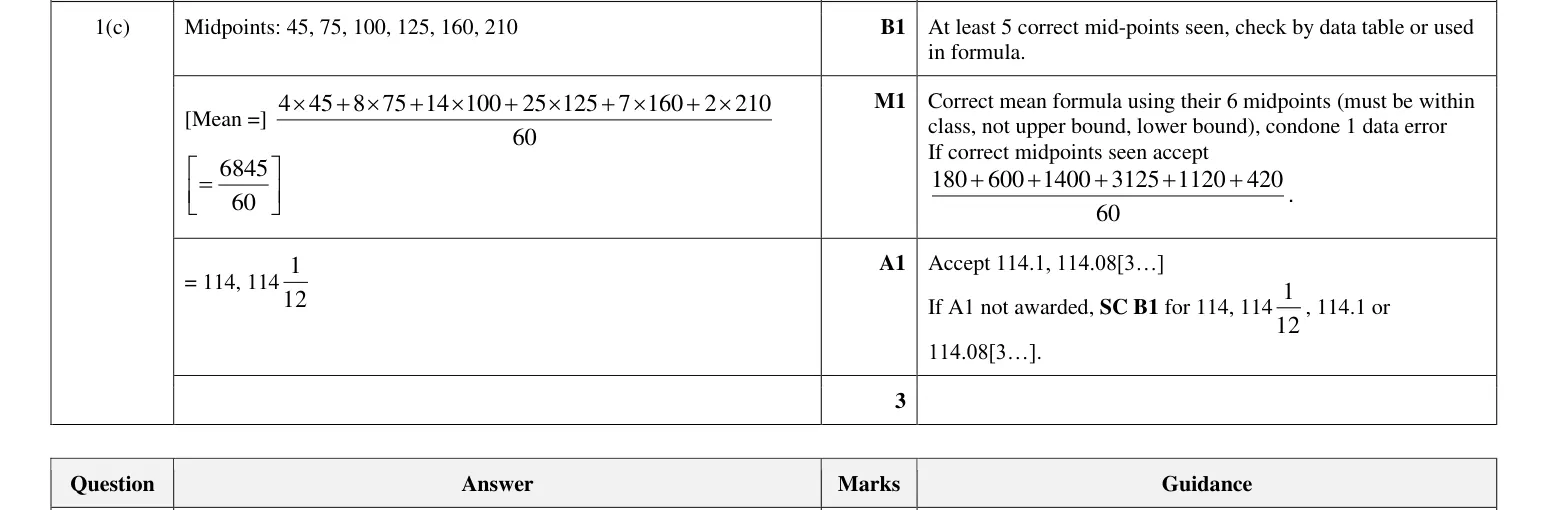 1(c) Midpoints: 45, 75, 100, 125, 160, 210 B1 At least 5 correct mid-points seen, check by data table or used
in formula.
[Mean =] (4×45+8×75+14×100+25×125+7×160+2×210)/60 M1 Correct mean formula using their 6 midpoints (must be within
class, not upper bound, lower bound), condone 1 data error
If correct midpoints seen accept
[= 6845/60] (180+600+1400+3125+1120+420)/60.
= 114, 114 1/12 A1 Accept 114.1, 114.08[3…]
If A1 not awarded, SC B1 for 114, 114 1/12, 114.1 or
114.08[3…].
3
Question Answer Marks Guidance